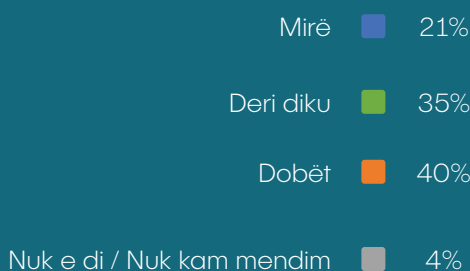 Mirë 21%
Deri diku 35%
Dobët 40%
Nuk e di / Nuk kam mendim 4%